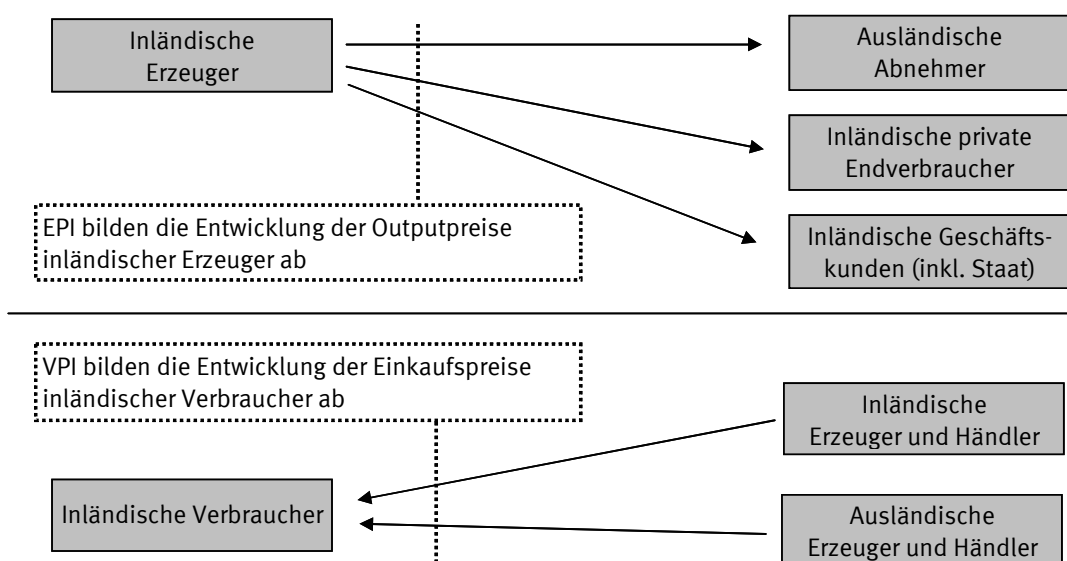 Inländische
Erzeuger
Ausländische
Abnehmer
Inländische private
Endverbraucher
EPI bilden die Entwicklung der Outputpreise
inländischer Erzeuger ab
Inländische Geschäfts-
kunden (inkl. Staat)
VPI bilden die Entwicklung der Einkaufspreise
inländischer Verbraucher ab
Inländische
Erzeuger und Händler
Inländische Verbraucher
Ausländische
Erzeuger und Händler